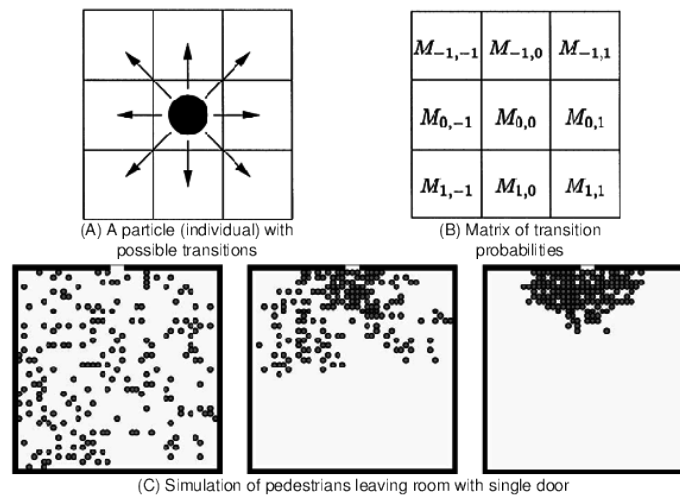 M₋₁,₋₁ M₋₁,₀ M₋₁,₁
M₀,₋₁ M₀,₀ M₀,₁
M₁,₋₁ M₁,₀ M₁,₁
(A) A particle (individual) with
possible transitions
(B) Matrix of transition
probabilities
(C) Simulation of pedestrians leaving room with single door